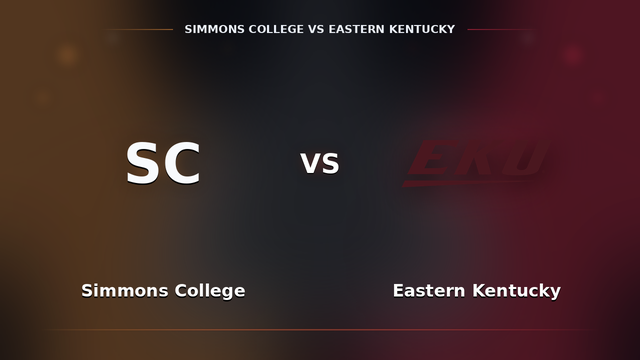 SIMMONS COLLEGE VS EASTERN KENTUCKY
SC
VS
EKU
Simmons College
Eastern Kentucky